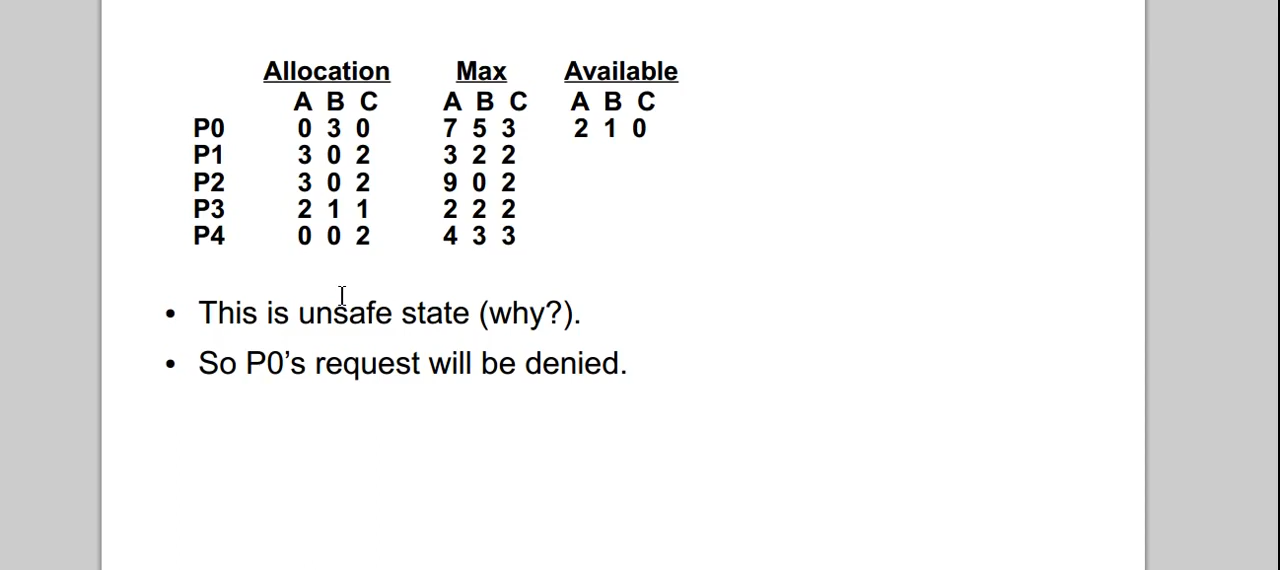 Allocation Max Available
A B C A B C A B C
P0 0 3 0 7 5 3 2 1 0
P1 3 0 2 3 2 2
P2 3 0 2 9 0 2
P3 2 1 1 2 2 2
P4 0 0 2 4 3 3
• This is unsafe state (why?).
• So P0’s request will be denied.